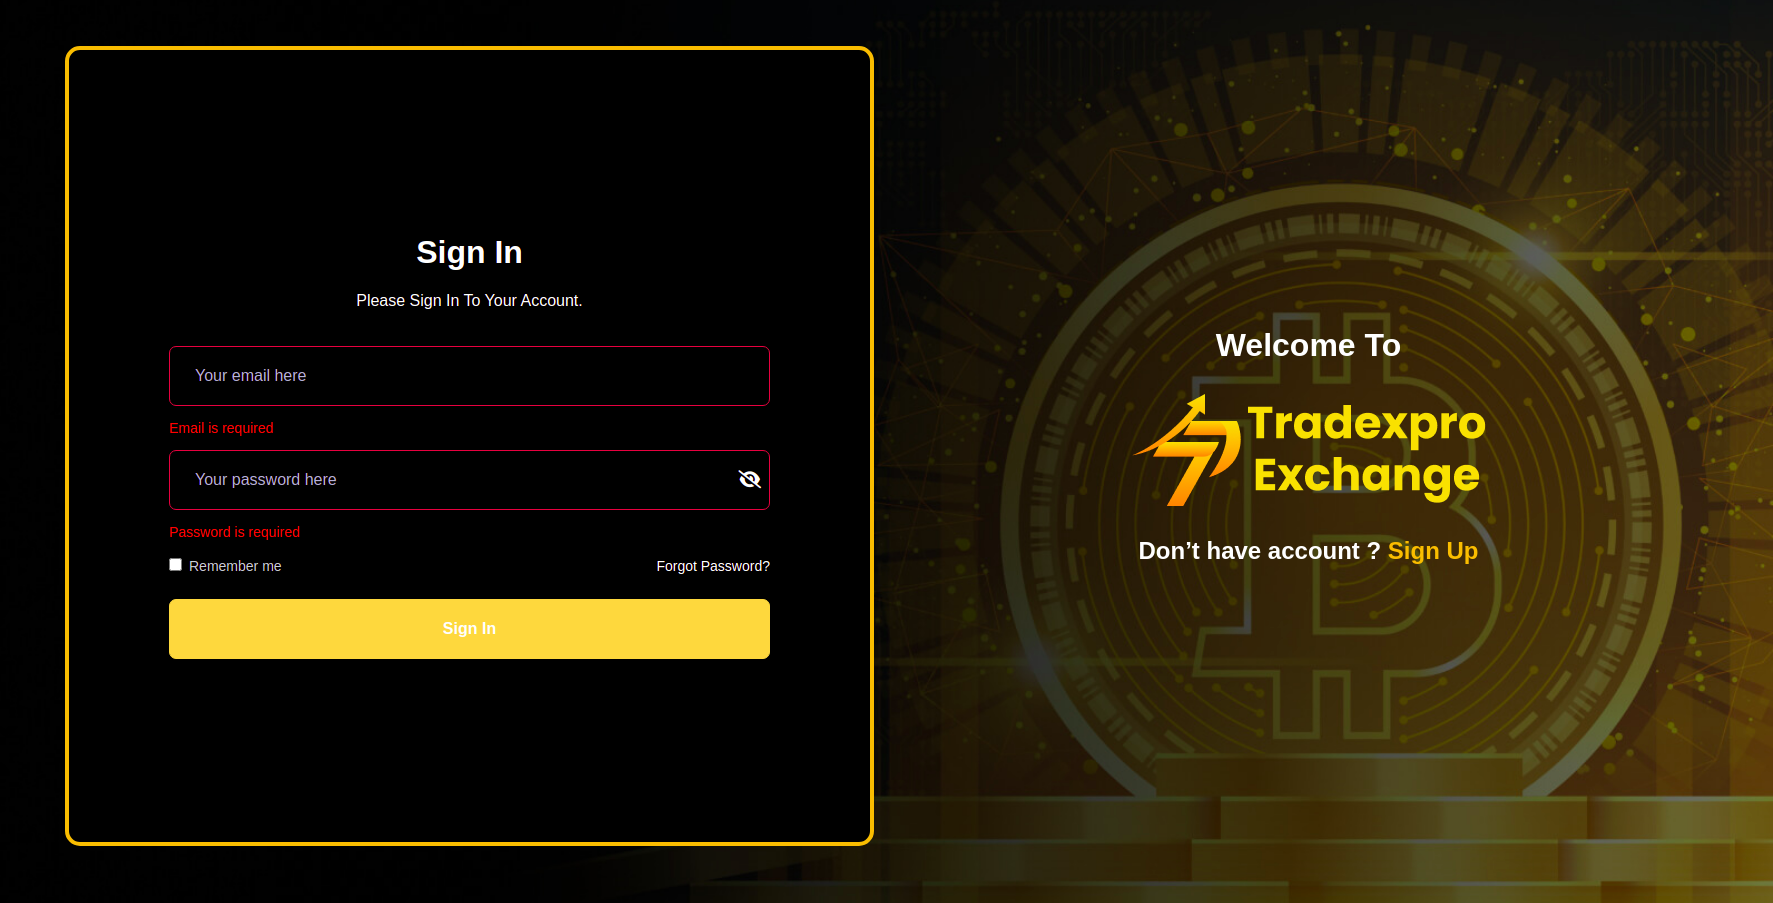 Sign In
Please Sign In To Your Account.
Your email here
Email is required
Your password here
Password is required
Remember me
Forgot Password?
Sign In
Welcome To
Tradexpro
Exchange
Don’t have account ? Sign Up